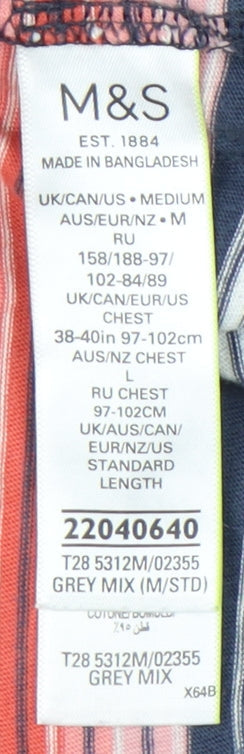 M&S
EST. 1884
MADE IN BANGLADESH
UK/CAN/US • MEDIUM
AUS/EUR/NZ • M
RU
158/188-97/
102-84/89
UK/CAN/EUR/US
CHEST
38-40in 97-102cm
AUS/NZ CHEST
L
RU CHEST
97-102CM
UK/AUS/CAN/
EUR/NZ/US
STANDARD
LENGTH
22040640
T28 5312M/02355
GREY MIX (M/STD)
قطن ٩٥٪
T28 5312M/02355
GREY MIX
X64B